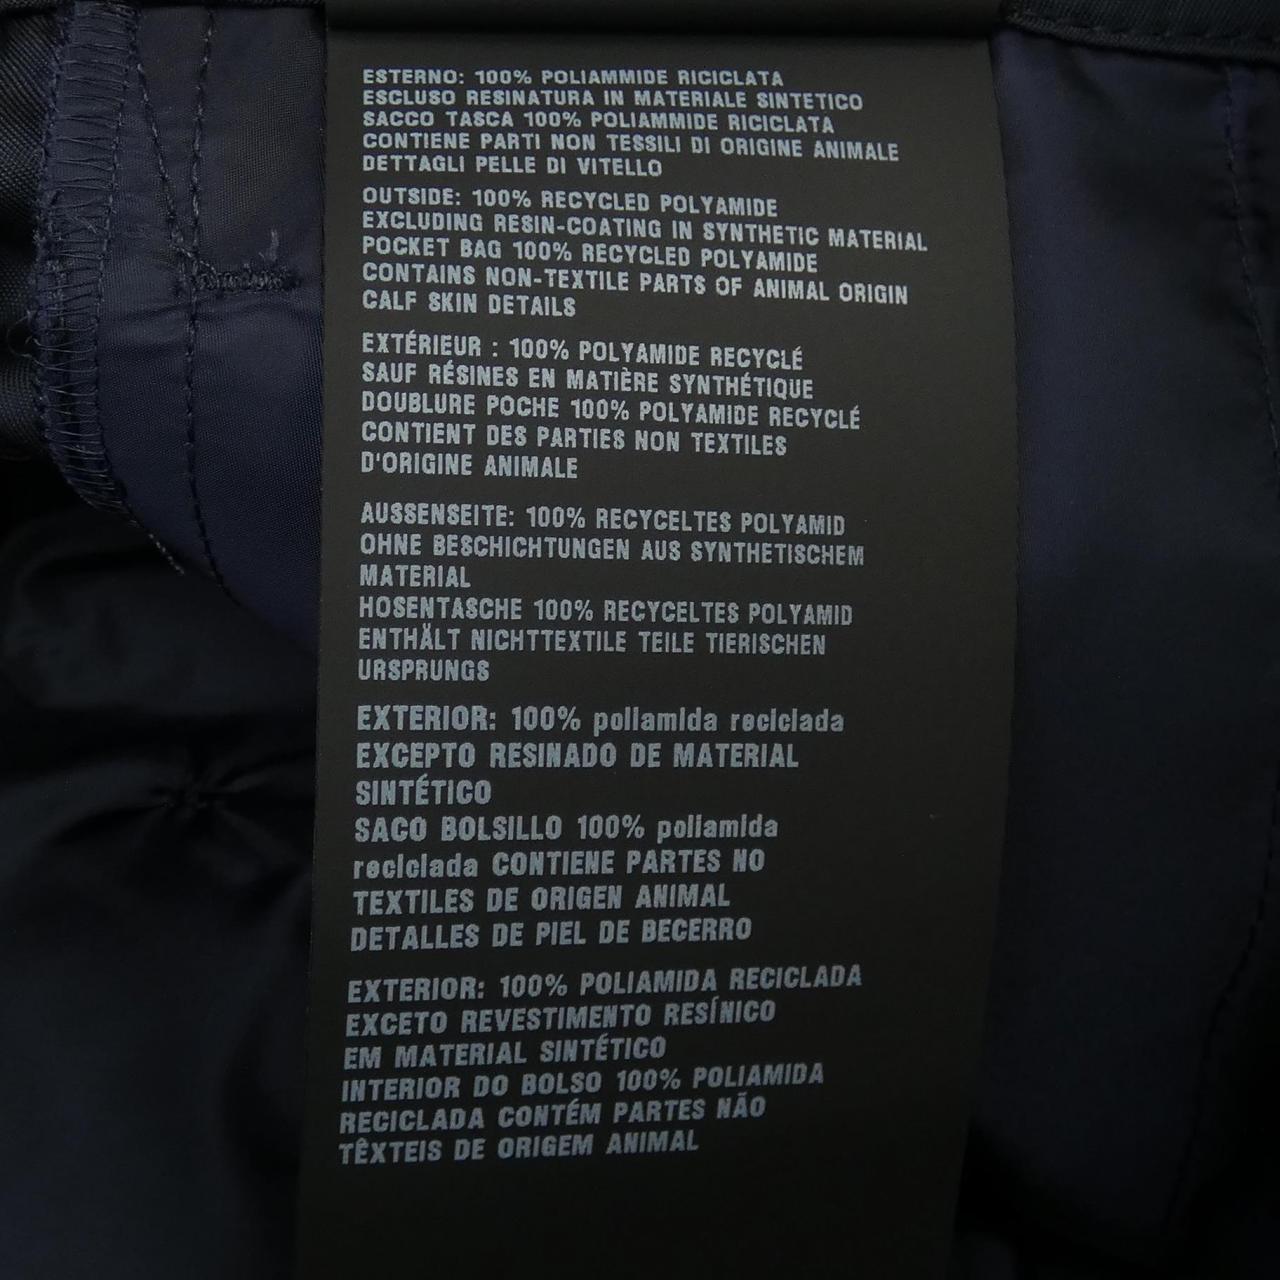 ESTERNO: 100% POLIAMMIDE RICICLATA
ESCLUSO RESINATURA IN MATERIALE SINTETICO
SACCO TASCA 100% POLIAMMIDE RICICLATA
CONTIENE PARTI NON TESSILI DI ORIGINE ANIMALE
DETTAGLI PELLE DI VITELLO
OUTSIDE: 100% RECYCLED POLYAMIDE
EXCLUDING RESIN-COATING IN SYNTHETIC MATERIAL
POCKET BAG 100% RECYCLED POLYAMIDE
CONTAINS NON-TEXTILE PARTS OF ANIMAL ORIGIN
CALF SKIN DETAILS
EXTÉRIEUR : 100% POLYAMIDE RECYCLÉ
SAUF RÉSINES EN MATIÈRE SYNTHÉTIQUE
DOUBLURE POCHE 100% POLYAMIDE RECYCLÉ
CONTIENT DES PARTIES NON TEXTILES
D'ORIGINE ANIMALE
AUSSENSEITE: 100% RECYCELTES POLYAMID
OHNE BESCHICHTUNGEN AUS SYNTHETISCHEM
MATERIAL
HOSENTASCHE 100% RECYCELTES POLYAMID
ENTHÄLT NICHTTEXTILE TEILE TIERISCHEN
URSPRUNGS
EXTERIOR: 100% poliamida reciclada
EXCEPTO RESINADO DE MATERIAL
SINTÉTICO
SACO BOLSILLO 100% poliamida
reciclada CONTIENE PARTES NO
TEXTILES DE ORIGEN ANIMAL
DETALLES DE PIEL DE BECERRO
EXTERIOR: 100% POLIAMIDA RECICLADA
EXCETO REVESTIMENTO RESÍNICO
EM MATERIAL SINTÉTICO
INTERIOR DO BOLSO 100% POLIAMIDA
RECICLADA CONTÉM PARTES NÃO
TÊXTEIS DE ORIGEM ANIMAL